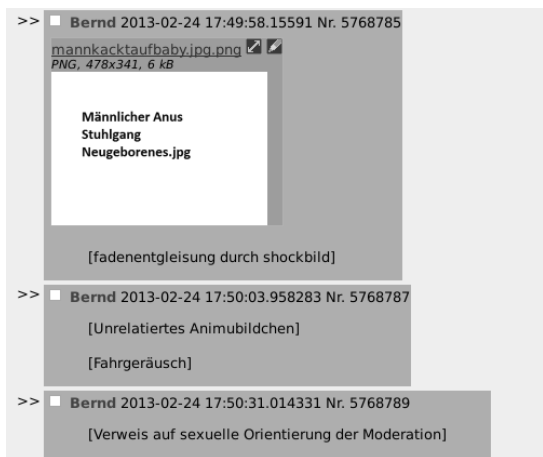 >> Bernd 2013-02-24 17:49:58.15591 Nr. 5768785
mannkacktaufbaby.jpg.png
PNG, 478x341, 6 kB
Männlicher Anus
Stuhlgang
Neugeborenes.jpg
[fadenentgleisung durch shockbild]
>> Bernd 2013-02-24 17:50:03.958283 Nr. 5768787
[Unrelatiertes Animubildchen]
[Fahrgeräusch]
>> Bernd 2013-02-24 17:50:31.014331 Nr. 5768789
[Verweis auf sexuelle Orientierung der Moderation]